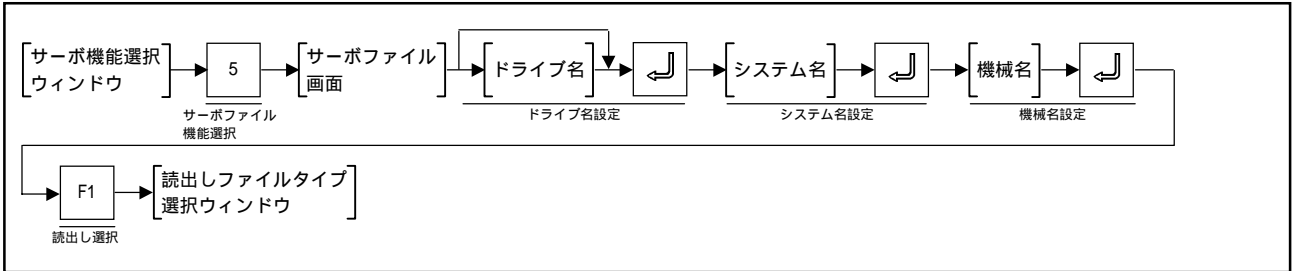 サーボ機能選択
ウィンドウ
5
サーボファイル
機能選択
サーボファイル
画面
ドライブ名
ドライブ名設定
システム名
システム名設定
機械名
機械名設定
F1
読出し選択
読出しファイルタイプ
選択ウィンドウ